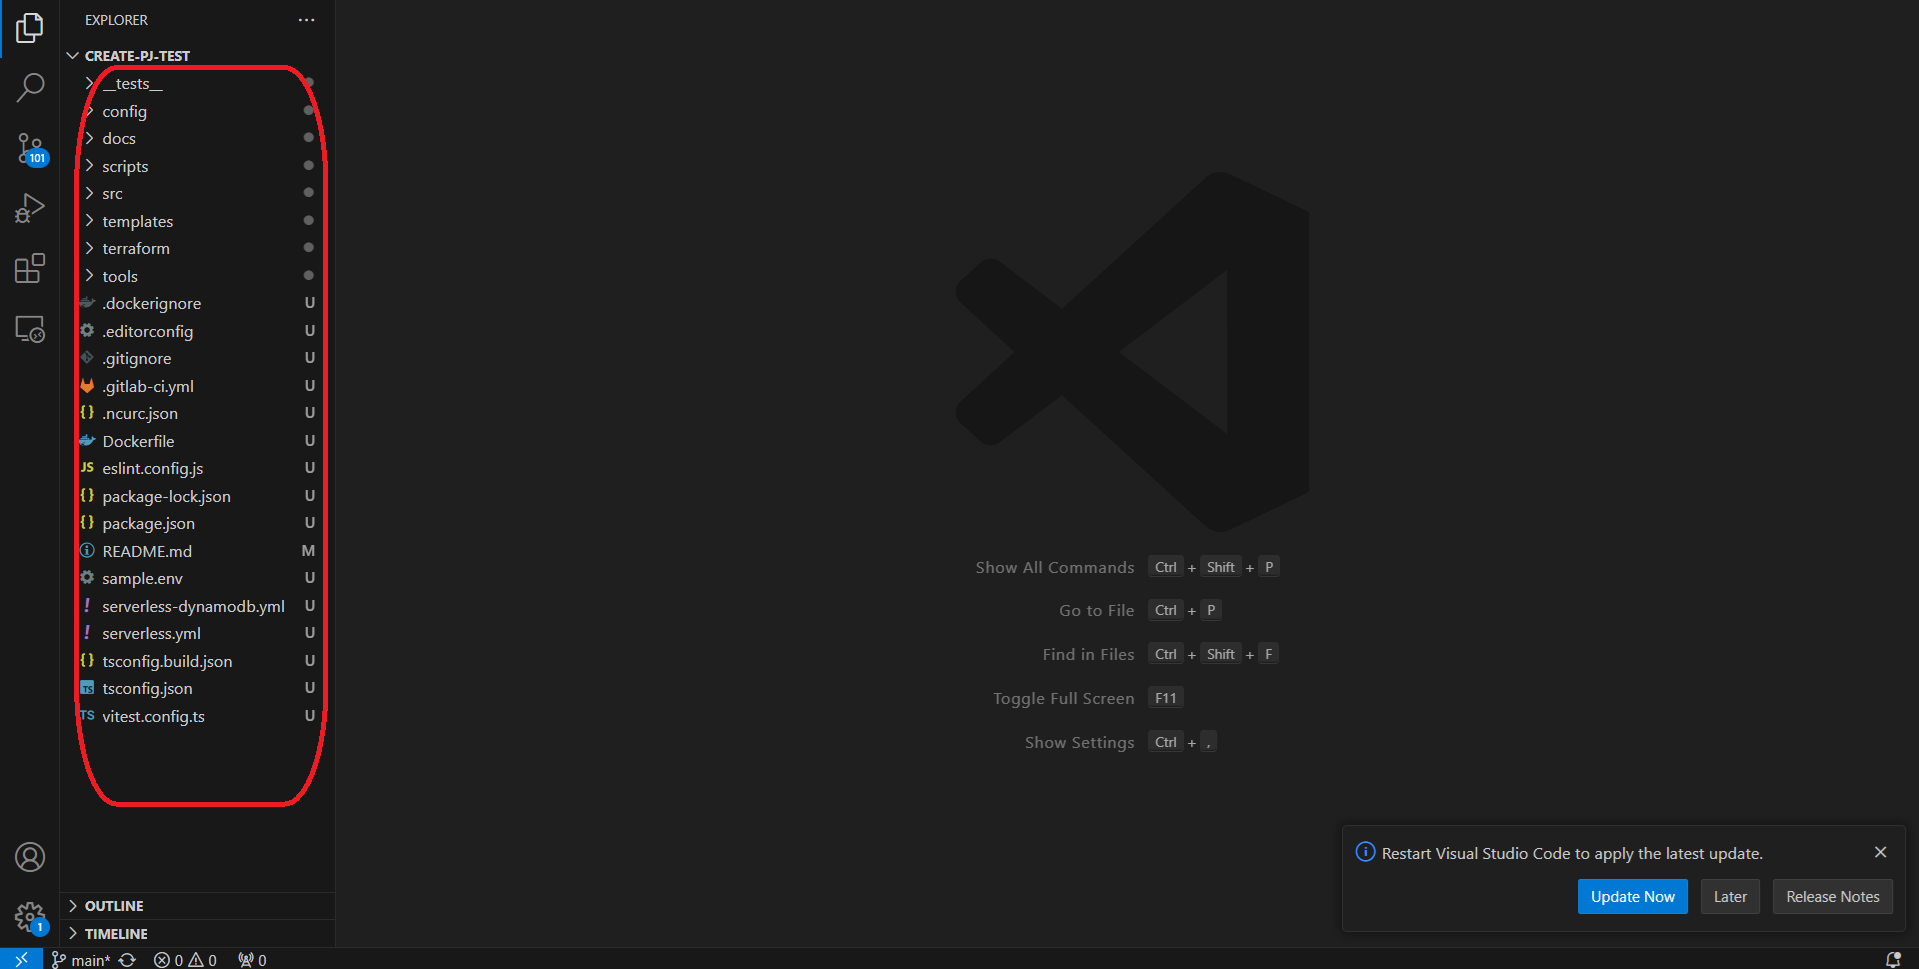 EXPLORER
CREATE-PJ-TEST
__tests__
config
docs
scripts
101
src
templates
terraform
tools
.dockerignore U
.editorconfig U
.gitignore U
.gitlab-ci.yml U
{} .ncurc.json U
Dockerfile U
JS eslint.config.js U
{} package-lock.json U
{} package.json U
README.md M
sample.env U
! serverless-dynamodb.yml U
! serverless.yml U
{} tsconfig.build.json U
TS tsconfig.json U
TS vitest.config.ts U
Show All Commands Ctrl + Shift + P
Go to File Ctrl + P
Find in Files Ctrl + Shift + F
Toggle Full Screen F11
Show Settings Ctrl + ,
Restart Visual Studio Code to apply the latest update.
Update Now Later Release Notes
OUTLINE
1
TIMELINE
main* 0 0 0